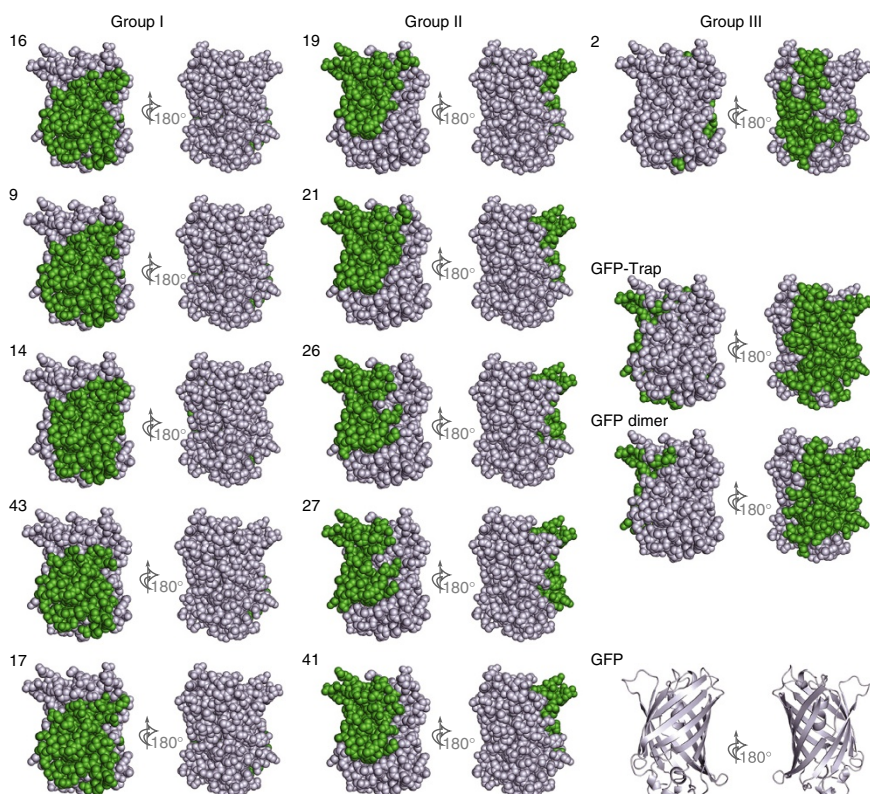 Group I Group II Group III
16 180° 19 180° 2 180°
9 180° 21 180°
GFP-Trap 180°
14 180° 26 180°
GFP dimer 180°
43 180° 27 180°
17 180° 41 180°
GFP 180°